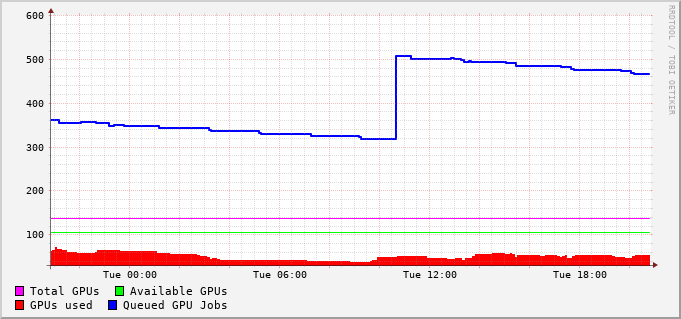 600
500
400
300
200
100
Tue 00:00 Tue 06:00 Tue 12:00 Tue 18:00
Total GPUs Available GPUs
GPUs used Queued GPU Jobs
RRDTOOL / TOBI OETIKER